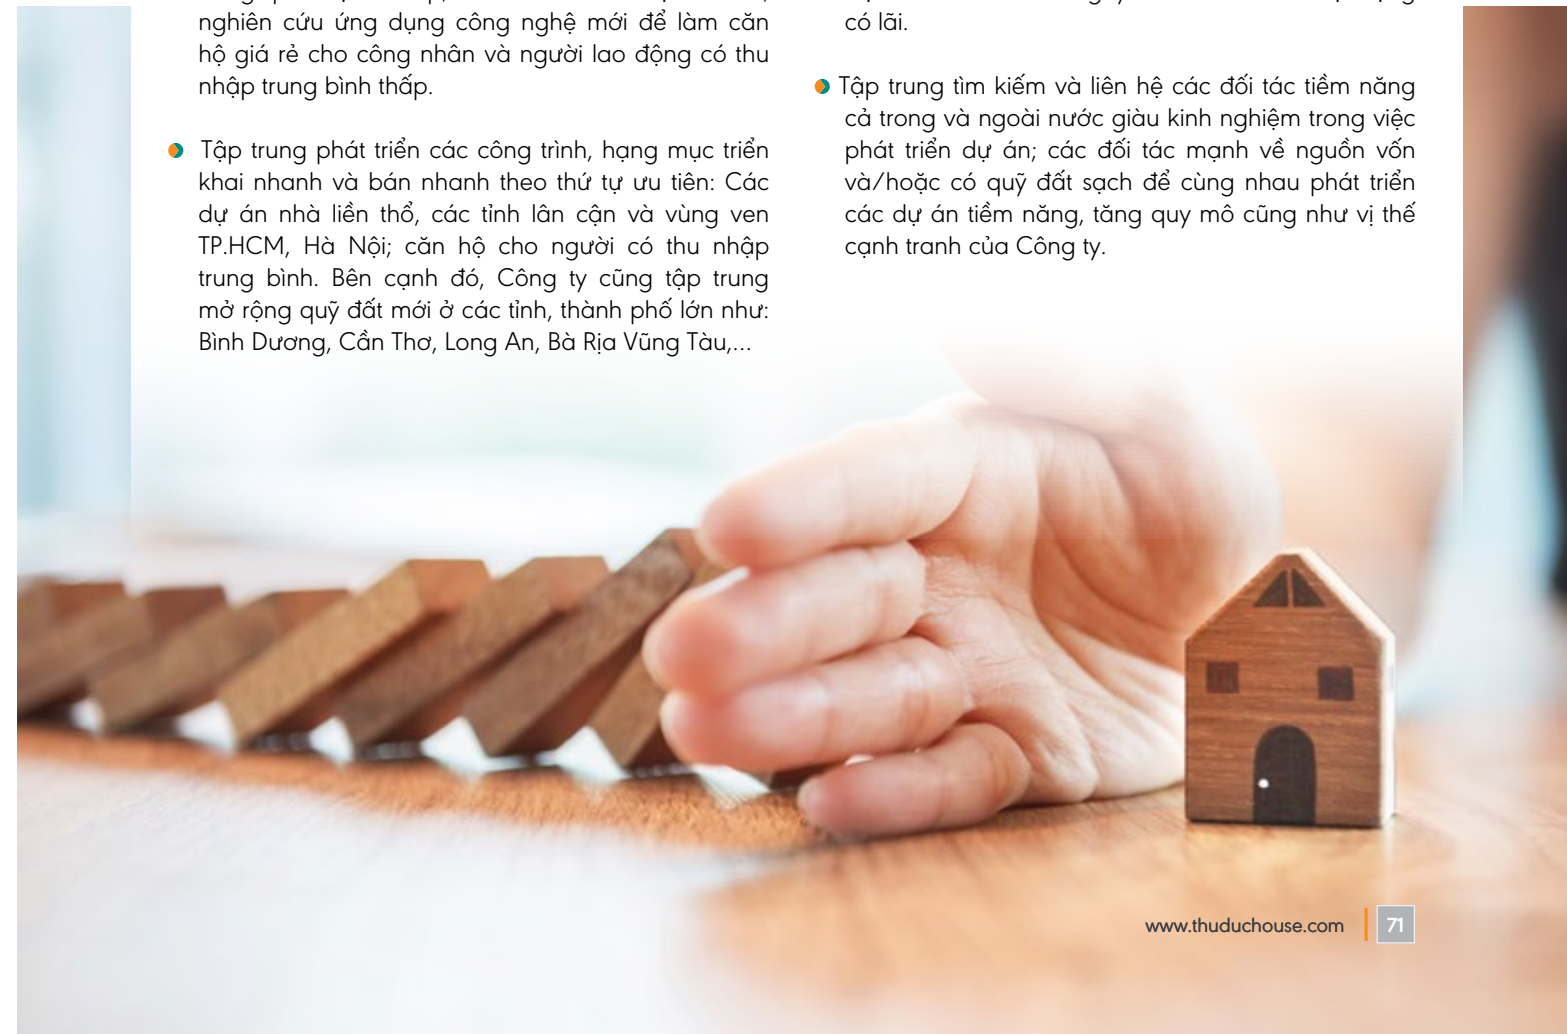 nghiên cứu ứng dụng công nghệ mới để làm căn
hộ giá rẻ cho công nhân và người lao động có thu
nhập trung bình thấp.
Tập trung phát triển các công trình, hạng mục triển
khai nhanh và bán nhanh theo thứ tự ưu tiên: Các
dự án nhà liền thổ, các tỉnh lân cận và vùng ven
TP.HCM, Hà Nội; căn hộ cho người có thu nhập
trung bình. Bên cạnh đó, Công ty cũng tập trung
mở rộng quỹ đất mới ở các tỉnh, thành phố lớn như:
Bình Dương, Cần Thơ, Long An, Bà Rịa Vũng Tàu,...
có lãi.
Tập trung tìm kiếm và liên hệ các đối tác tiềm năng
cả trong và ngoài nước giàu kinh nghiệm trong việc
phát triển dự án; các đối tác mạnh về nguồn vốn
và/hoặc có quỹ đất sạch để cùng nhau phát triển
các dự án tiềm năng, tăng quy mô cũng như vị thế
cạnh tranh của Công ty.
www.thuduchouse.com
71